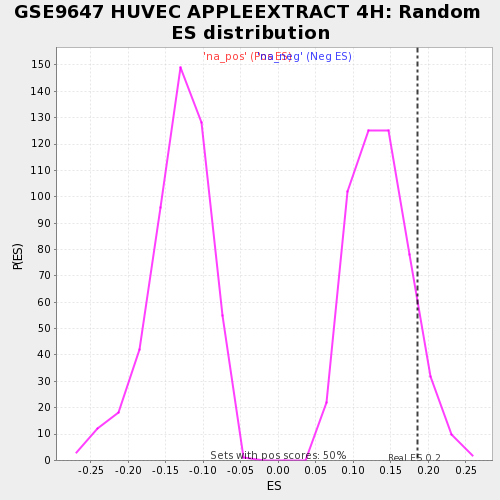 GSE9647 HUVEC APPLEEXTRACT 4H: Random
ES distribution
'na_pos' (Pos ES) 'na_neg' (Neg ES)
150
140
130
120
110
100
90
80
70
60
50
40
30
20
10
0
P(ES)
Sets with pos scores: 50%
Real ES 0.2
-0.25 -0.20 -0.15 -0.10 -0.05 0.00 0.05 0.10 0.15 0.20 0.25
ES